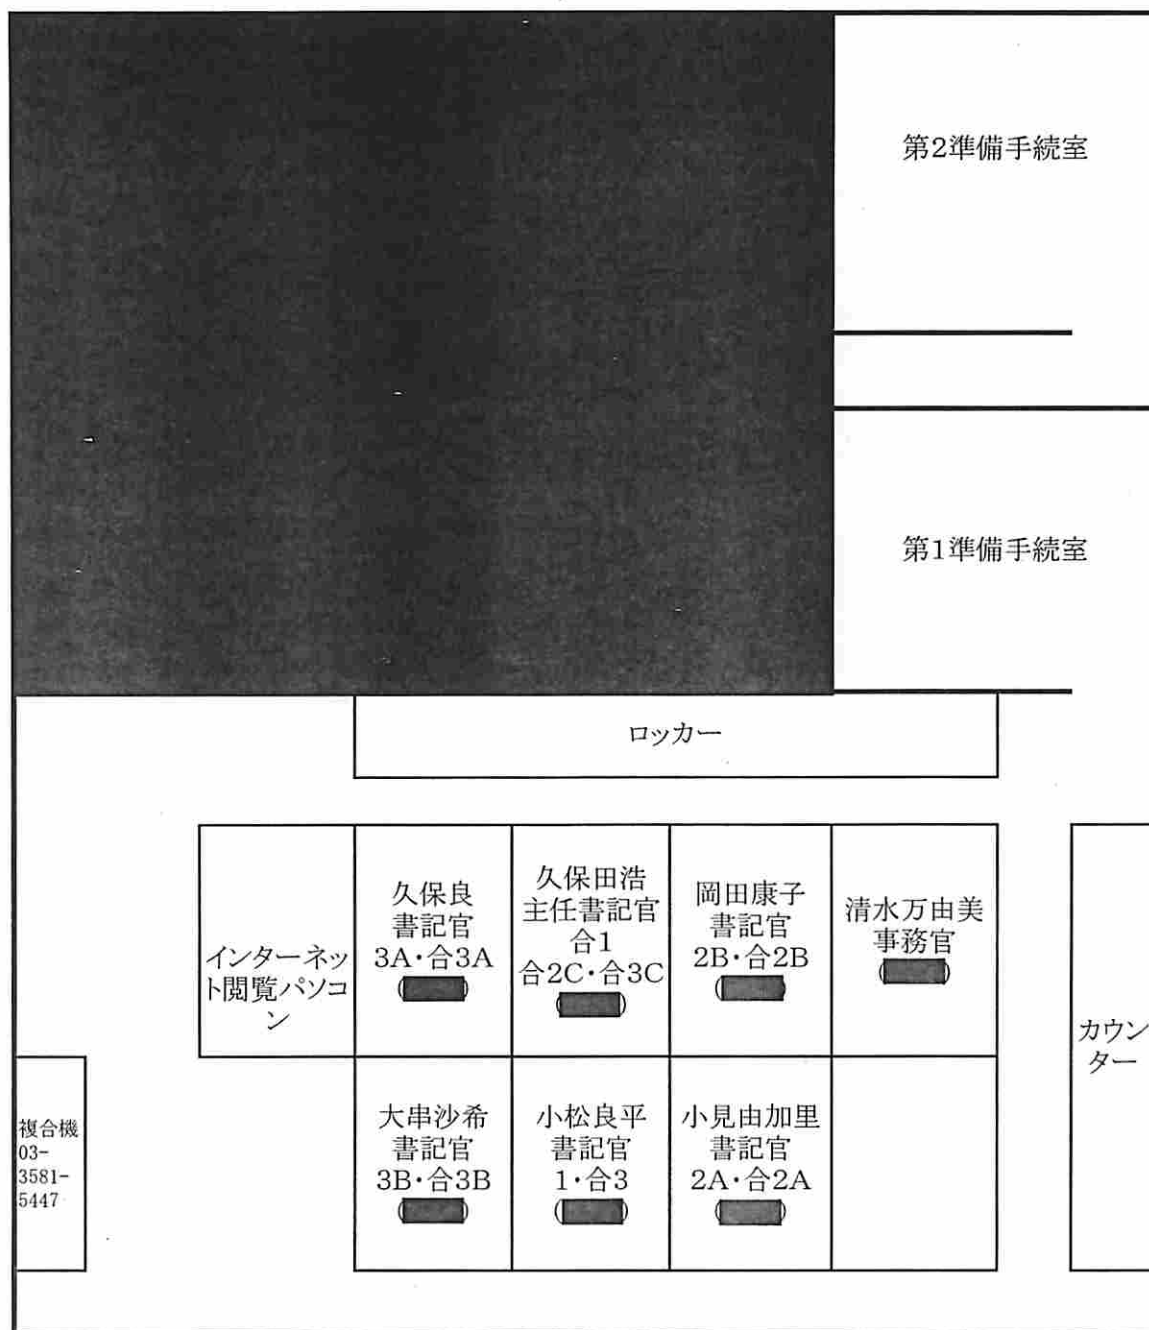 第2準備手続室
第1準備手続室
ロッカー
インターネッ
ト閲覧パソコ
ン
久保良
書記官
3A・合3A
久保田浩
主任書記官
合1
合2C・合3C
岡田康子
書記官
2B・合2B
清水万由美
事務官
カウン
ター
複合機
03-
3581-
5447
大串沙希
書記官
3B・合3B
小松良平
書記官
1・合3
小見由加里
書記官
2A・合2A